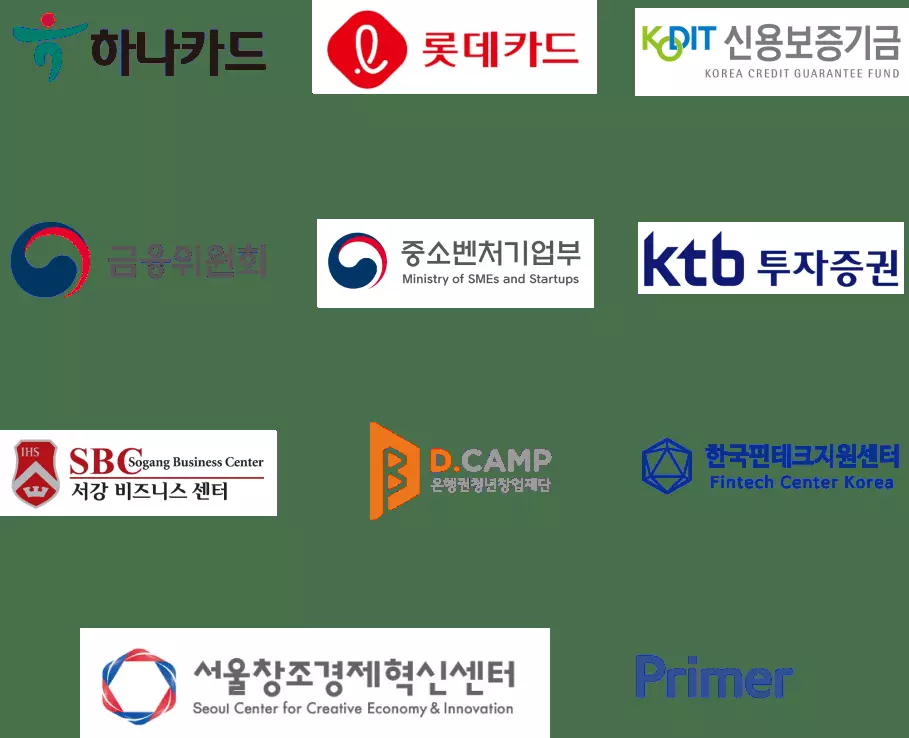 하나카드
롯데카드
KODIT 신용보증기금
KOREA CREDIT GUARANTEE FUND
금융위원회
중소벤처기업부
Ministry of SMEs and Startups
ktb 투자증권
IHS
SBC Sogang Business Center
서강 비즈니스 센터
D.CAMP
은행권청년창업재단
한국핀테크지원센터
Fintech Center Korea
서울창조경제혁신센터
Seoul Center for Creative Economy & Innovation
Primer